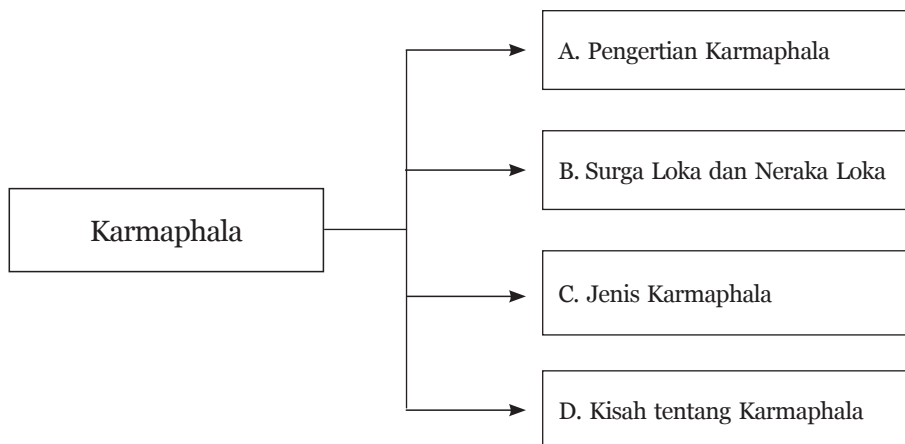 A. Pengertian Karmaphala
B. Surga Loka dan Neraka Loka
Karmaphala
C. Jenis Karmaphala
D. Kisah tentang Karmaphala